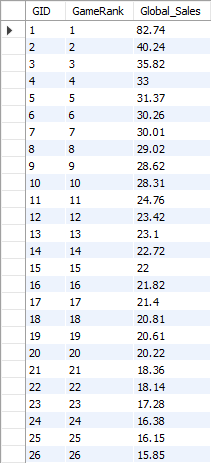 GID GameRank Global_Sales
1 1 82.74
2 2 40.24
3 3 35.82
4 4 33
5 5 31.37
6 6 30.26
7 7 30.01
8 8 29.02
9 9 28.62
10 10 28.31
11 11 24.76
12 12 23.42
13 13 23.1
14 14 22.72
15 15 22
16 16 21.82
17 17 21.4
18 18 20.81
19 19 20.61
20 20 20.22
21 21 18.36
22 22 18.14
23 23 17.28
24 24 16.38
25 25 16.15
26 26 15.85